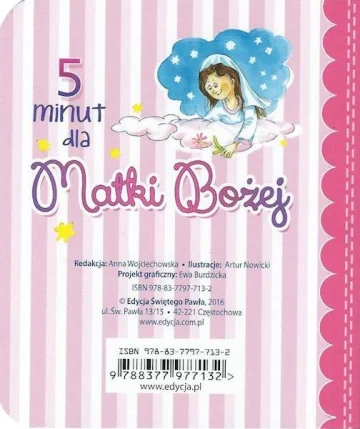 5
minut
dla
Matki Bożej
Redakcja: Anna Wojciechowska • Ilustracje: Artur Nowicki
Projekt graficzny: Ewa Burdzicka
ISBN 978-83-7797-713-2
© Edycja Świętego Pawła, 2016
ul. Św. Pawła 13/15 • 42-221 Częstochowa
www.edycja.com.pl
ISBN 978-83-7797-713-2
9 788377 977132 >
www.edycja.pl